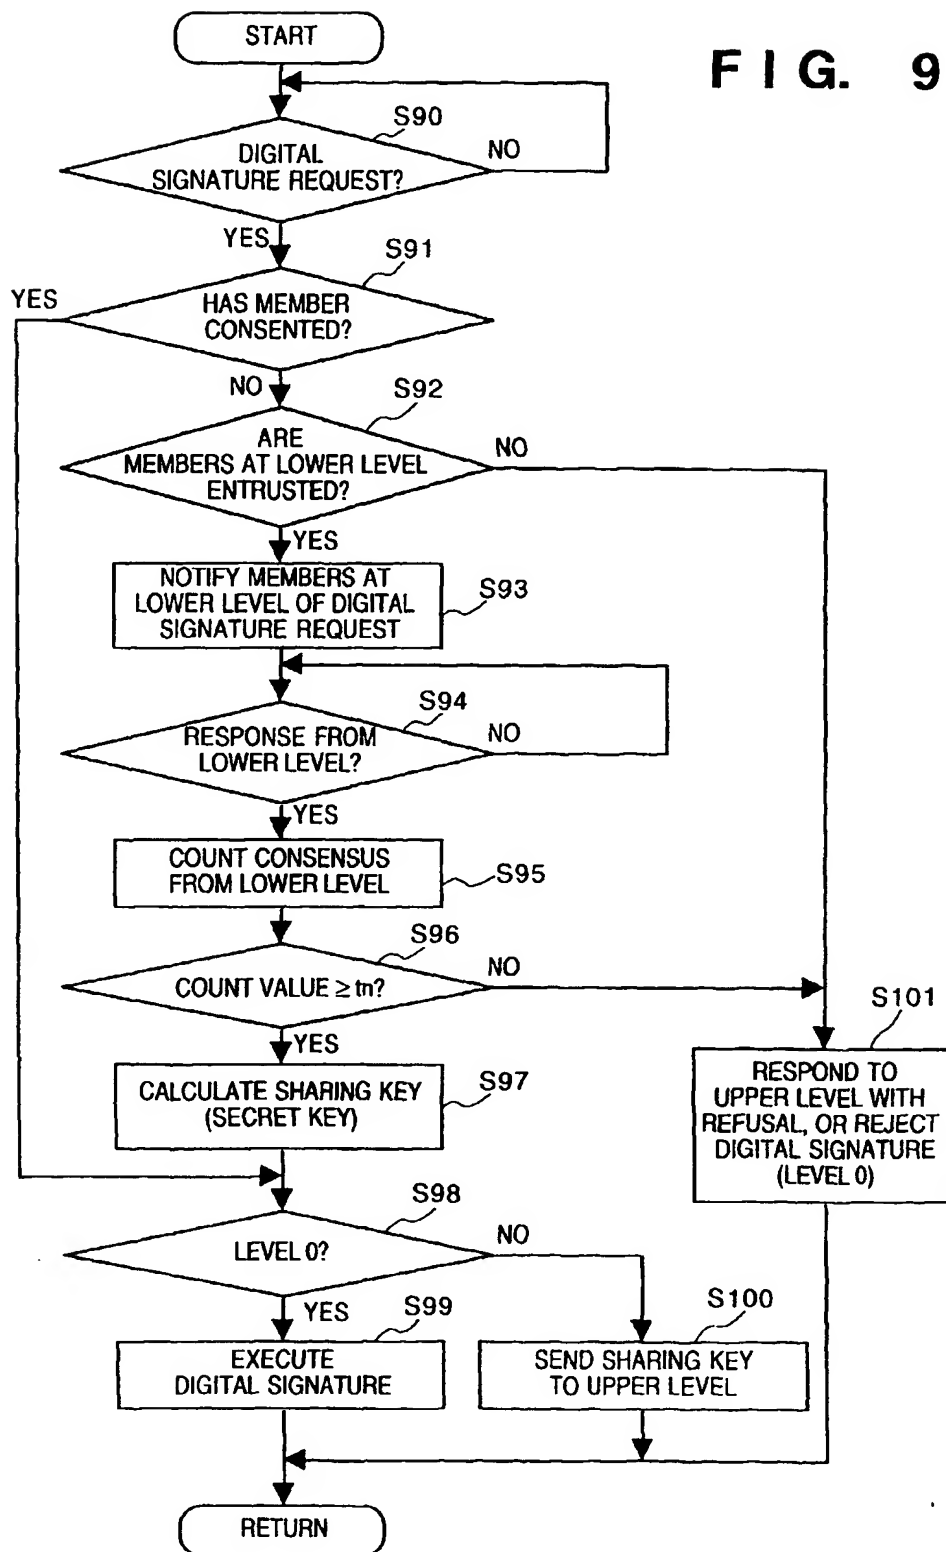 START
FIG. 9
S90
DIGITAL
SIGNATURE REQUEST?
NO
YES
S91
YES
HAS MEMBER
CONSENTED?
NO
S92
ARE
MEMBERS AT LOWER LEVEL
ENTRUSTED?
NO
YES
NOTIFY MEMBERS AT
LOWER LEVEL OF DIGITAL
SIGNATURE REQUEST
S93
S94
RESPONSE FROM
LOWER LEVEL?
NO
YES
COUNT CONSENSUS
FROM LOWER LEVEL
S95
S96
COUNT VALUE ≥ tn?
NO
YES
S101
RESPOND TO
UPPER LEVEL WITH
REFUSAL, OR REJECT
DIGITAL SIGNATURE
(LEVEL 0)
CALCULATE SHARING KEY
(SECRET KEY)
S97
S98
LEVEL 0?
NO
YES
S99
EXECUTE
DIGITAL SIGNATURE
S100
SEND SHARING KEY
TO UPPER LEVEL
RETURN